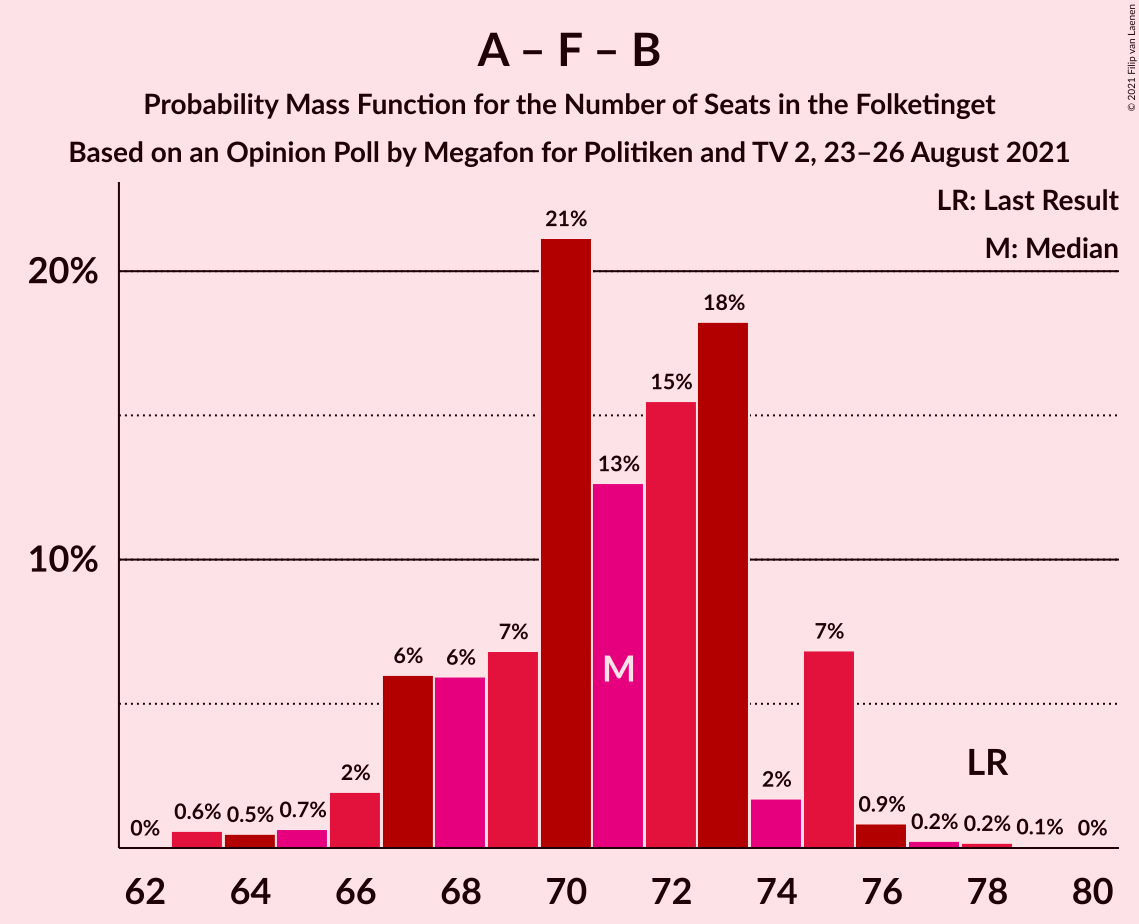 A – F – B
Probability Mass Function for the Number of Seats in the Folketinget
Based on an Opinion Poll by Megafon for Politiken and TV 2, 23–26 August 2021
© 2021 Filip van Laenen
LR: Last Result
M: Median
20%
10%
0%
0.6%
0.5%
0.7%
2%
6%
6%
7%
21%
13%
15%
18%
2%
7%
0.9%
0.2%
0.2%
0.1%
0%
M
LR
62 64 66 68 70 72 74 76 78 80